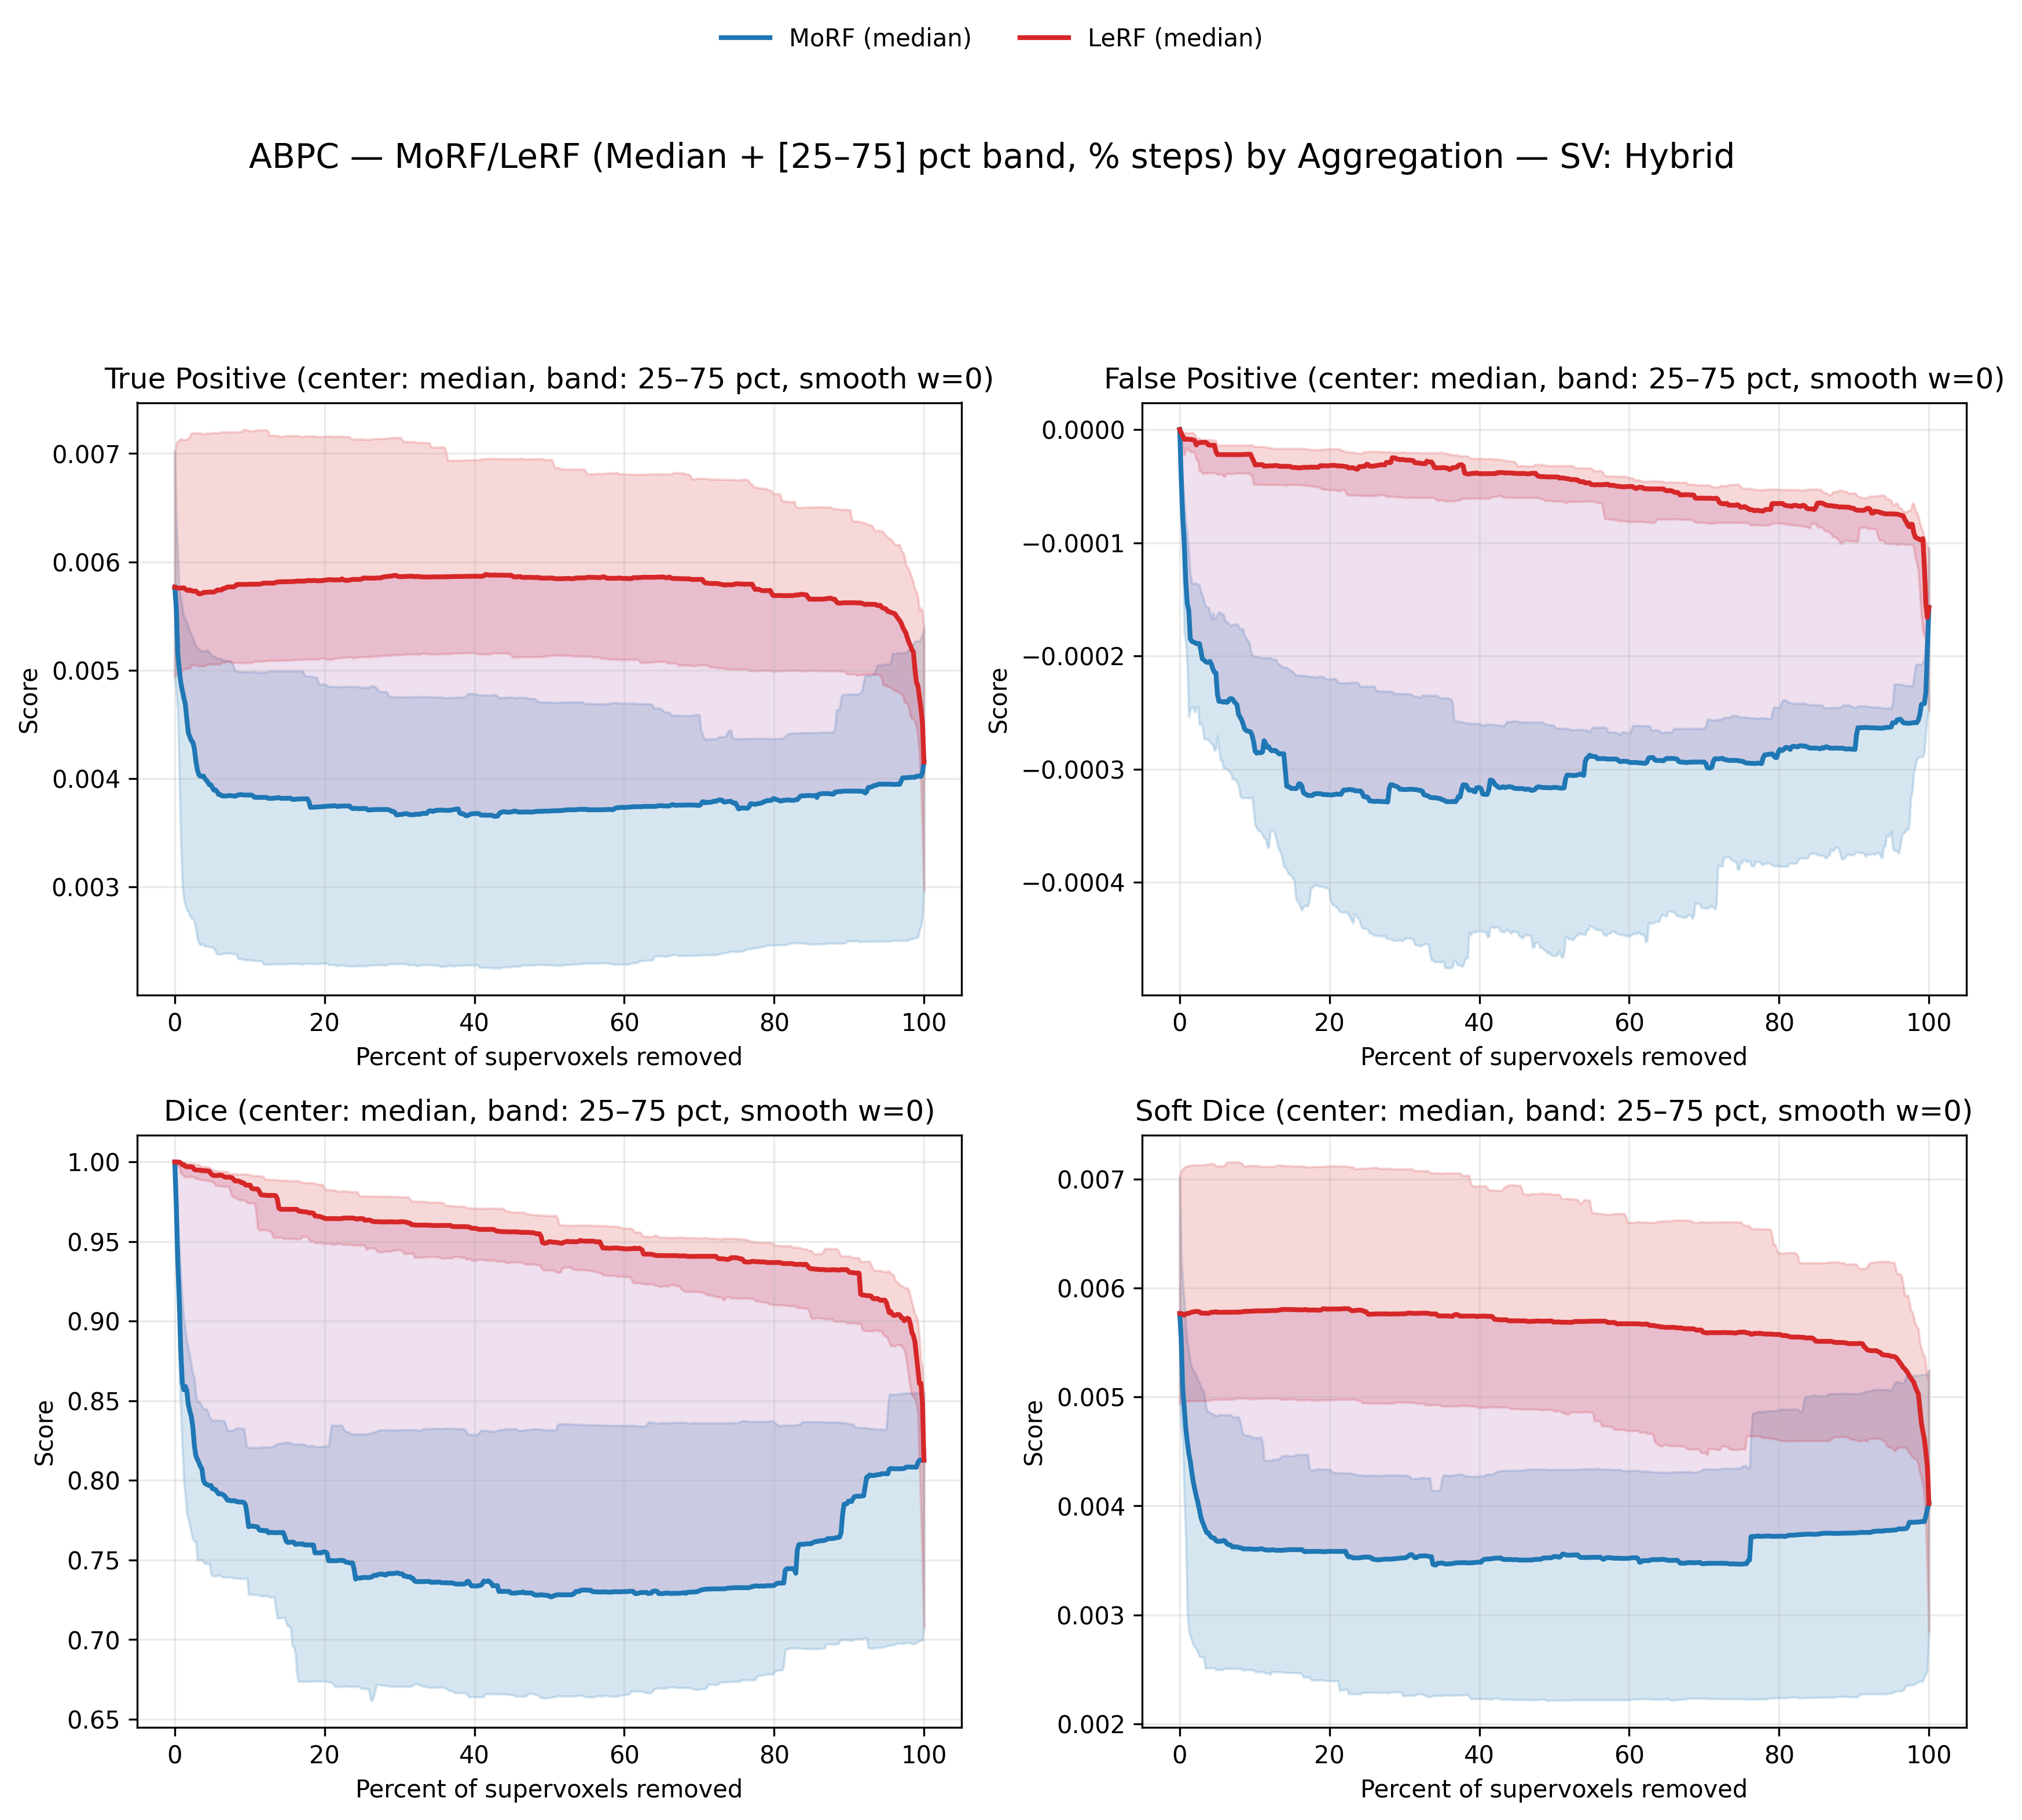 MoRF (median) LeRF (median)
ABPC — MoRF/LeRF (Median + [25–75] pct band, % steps) by Aggregation — SV: Hybrid
True Positive (center: median, band: 25–75 pct, smooth w=0)
0.007
0.006
0.005
0.004
0.003
Score
0 20 40 60 80 100
Percent of supervoxels removed
False Positive (center: median, band: 25–75 pct, smooth w=0)
0.0000
−0.0001
−0.0002
−0.0003
−0.0004
Score
0 20 40 60 80 100
Percent of supervoxels removed
Dice (center: median, band: 25–75 pct, smooth w=0)
1.00
0.95
0.90
0.85
0.80
0.75
0.70
0.65
Score
0 20 40 60 80 100
Percent of supervoxels removed
Soft Dice (center: median, band: 25–75 pct, smooth w=0)
0.007
0.006
0.005
0.004
0.003
0.002
Score
0 20 40 60 80 100
Percent of supervoxels removed